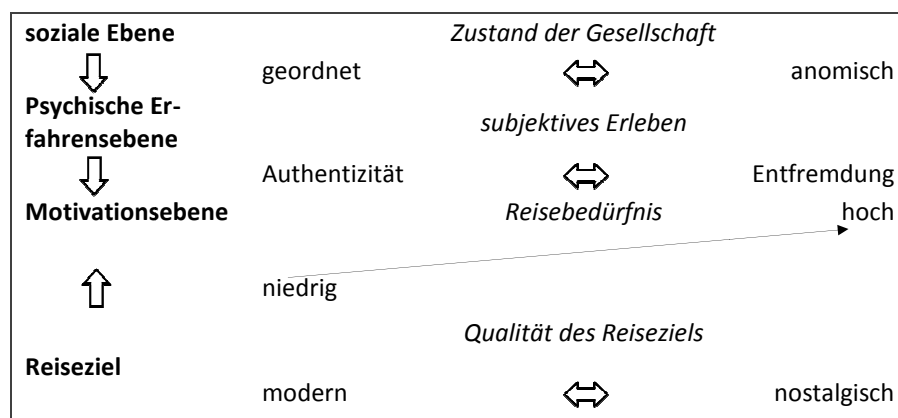 soziale Ebene Zustand der Gesellschaft
geordnet anomisch
Psychische Er-
fahrensebene
subjektives Erleben
Authentizität Entfremdung
Motivationsebene Reisebedürfnis hoch
niedrig
Qualität des Reiseziels
Reiseziel
modern nostalgisch